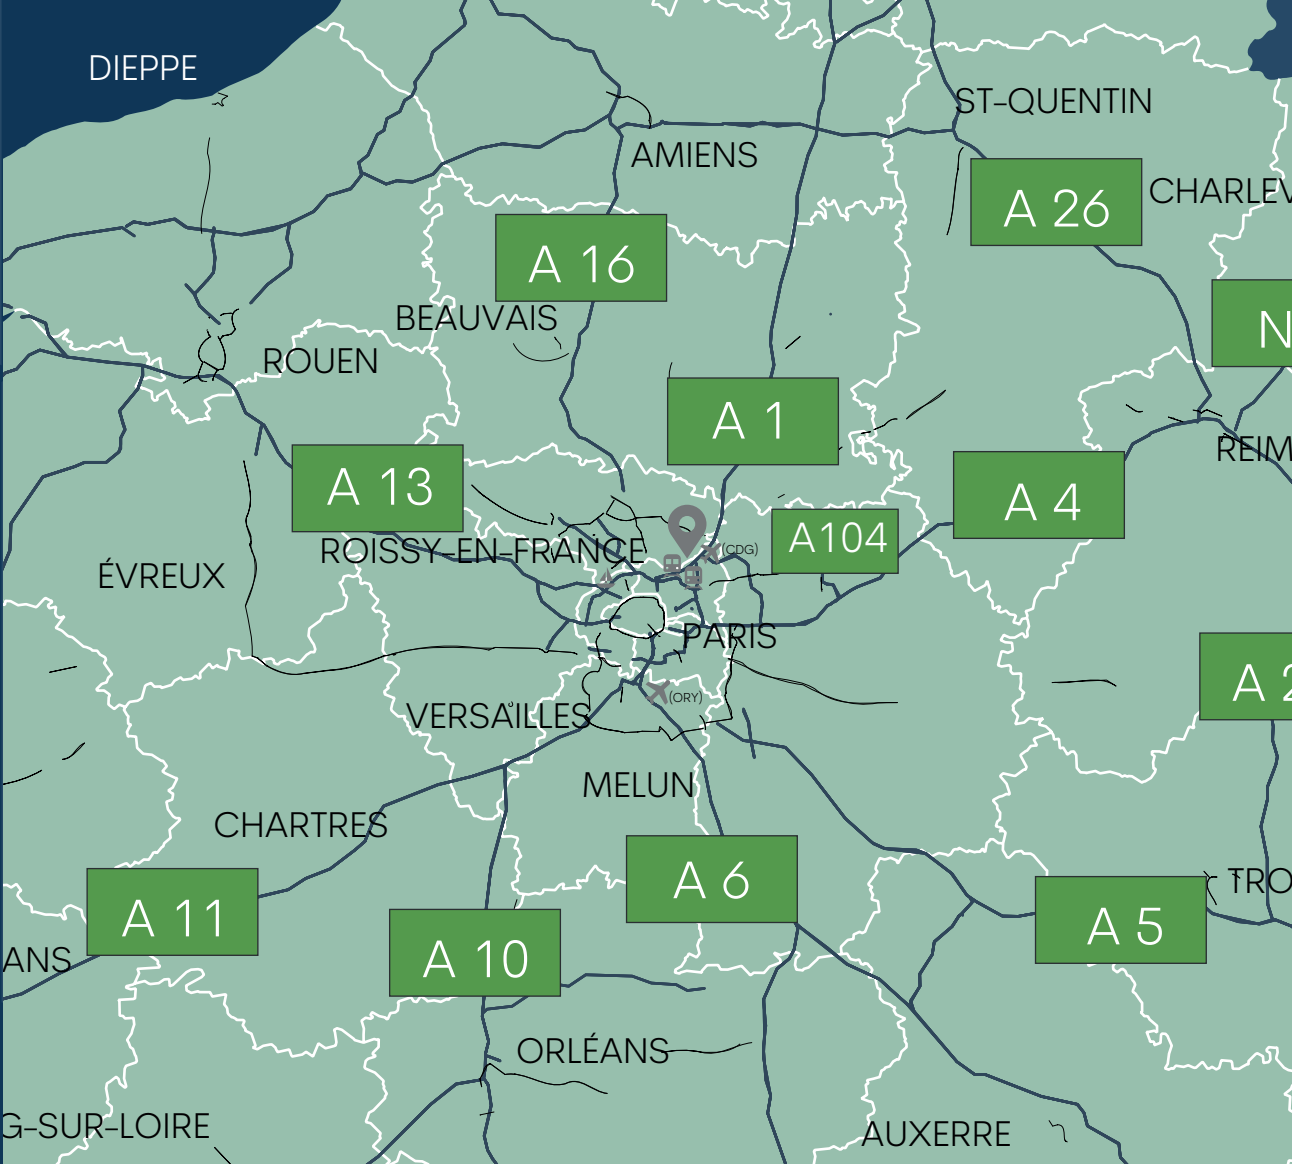 DIEPPE
ST-QUENTIN
AMIENS
CHARLEV
A 26
A 16
BEAUVAIS
N
ROUEN
A 1
REIM
A 13
A 4
A104
ROISSY-EN-FRANCE
(CDG)
ÉVREUX
PARIS
A 2
(ORY)
VERSAILLES
MELUN
CHARTRES
A 6
TRO
A 11
A 5
A 10
ANS
ORLÉANS
G-SUR-LOIRE
AUXERRE